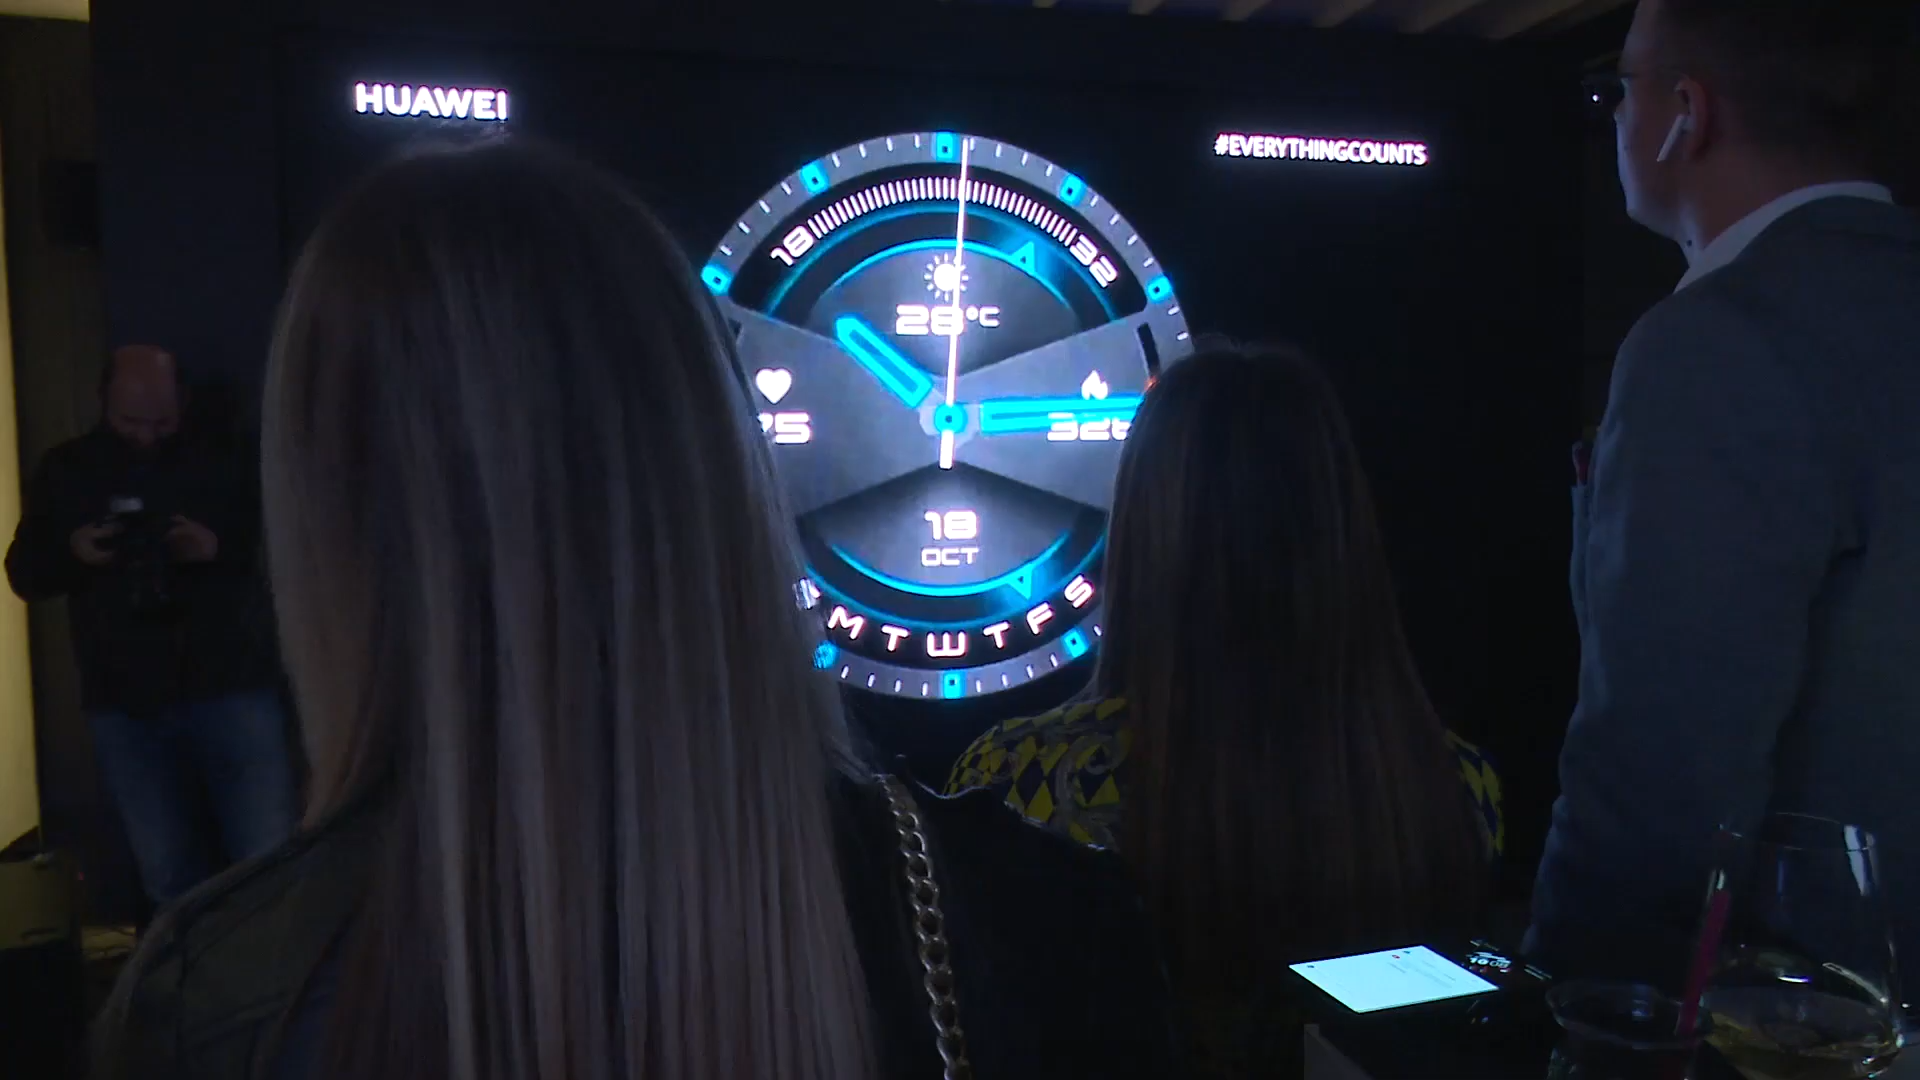 HUAWEI
#EVERYTHINGCOUNTS
18
32
28°C
18
OCT
M T W T F S